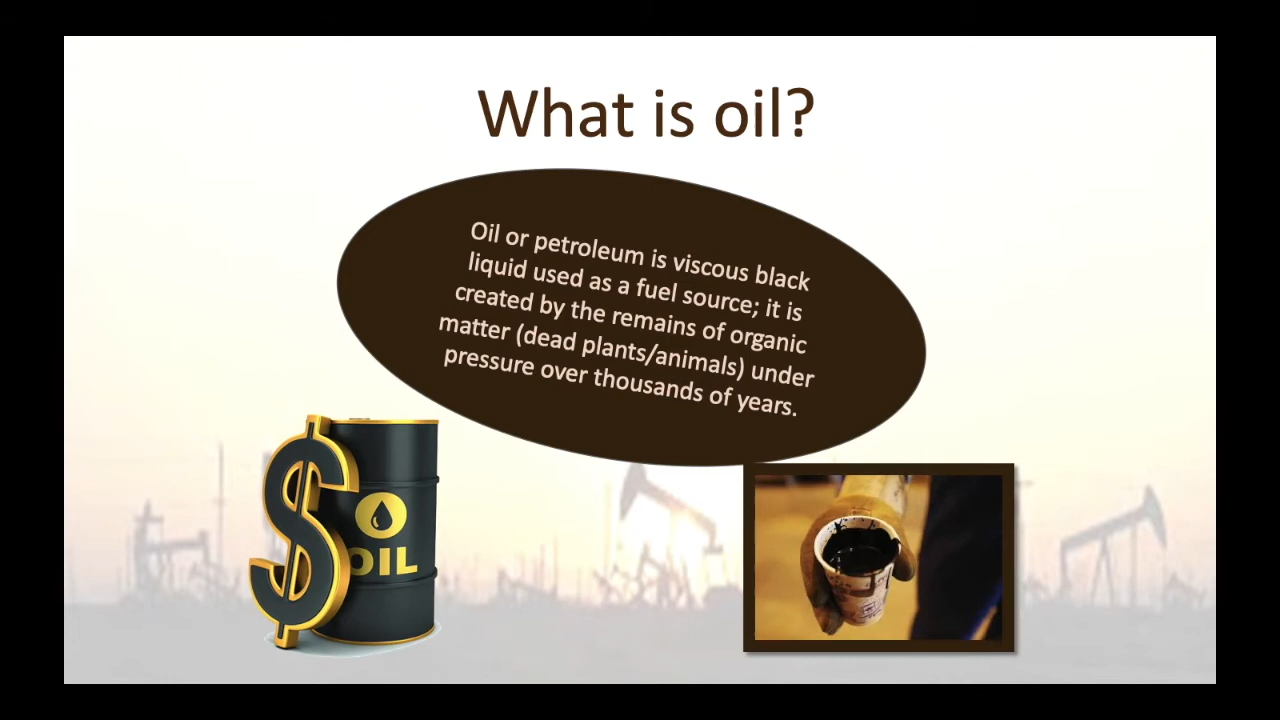 What is oil?
Oil or petroleum is viscous black
liquid used as a fuel source; it is
created by the remains of organic
matter (dead plants/animals) under
pressure over thousands of years.
$
OIL